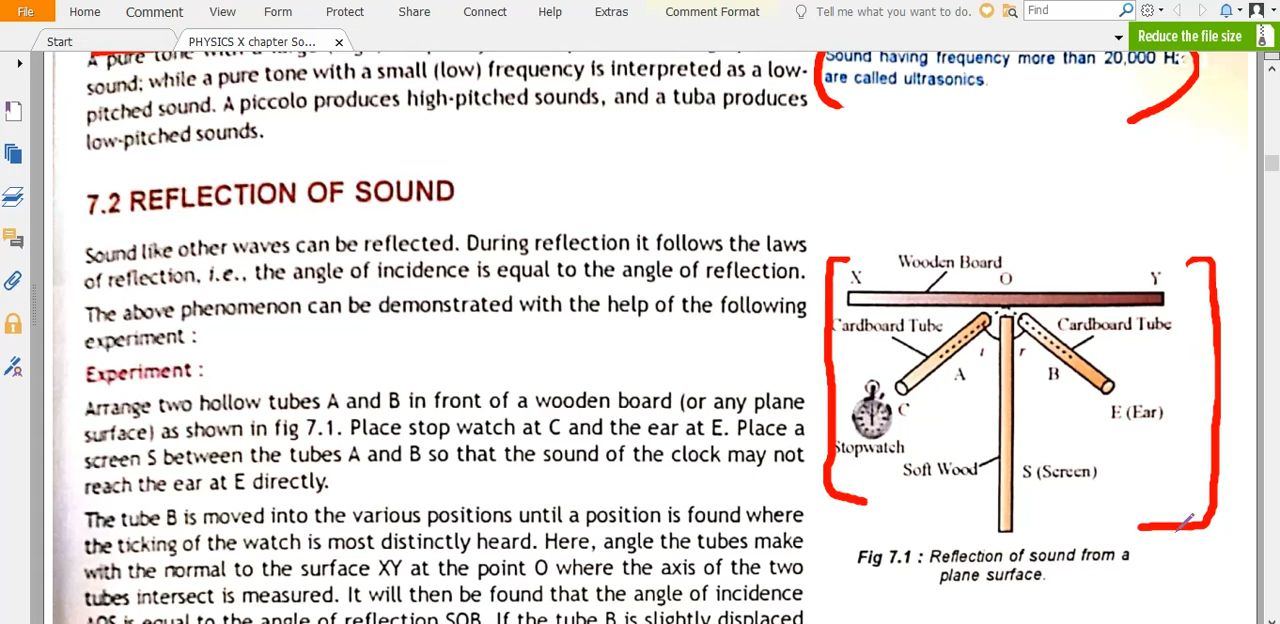 File Home Comment View Form Protect Share Connect Help Extras Comment Format Tell me what you want to do. Find
Start PHYSICS X chapter So... Reduce the file size
A pure tone with a
sound; while a pure tone with a small (low) frequency is interpreted as a low-
pitched sound. A piccolo produces high-pitched sounds, and a tuba produces
low-pitched sounds.
Sound having frequency more than 20,000 Hz
are called ultrasonics.
7.2 REFLECTION OF SOUND
Sound like other waves can be reflected. During reflection it follows the laws
of reflection, i.e., the angle of incidence is equal to the angle of reflection.
The above phenomenon can be demonstrated with the help of the following
experiment :
Experiment :
Arrange two hollow tubes A and B in front of a wooden board (or any plane
surface) as shown in fig 7.1. Place stop watch at C and the ear at E. Place a
screen S between the tubes A and B so that the sound of the clock may not
reach the ear at E directly.
The tube B is moved into the various positions until a position is found where
the ticking of the watch is most distinctly heard. Here, angle the tubes make
with the normal to the surface XY at the point O where the axis of the two
tubes intersect is measured. It will then be found that the angle of incidence
AOS is equal to the angle of reflection SOB. If the tube B is slightly displaced
Wooden Board
X O Y
Cardboard Tube Cardboard Tube
i r
A B
C E (Ear)
Stopwatch
Soft Wood S (Screen)
Fig 7.1 : Reflection of sound from a
plane surface.